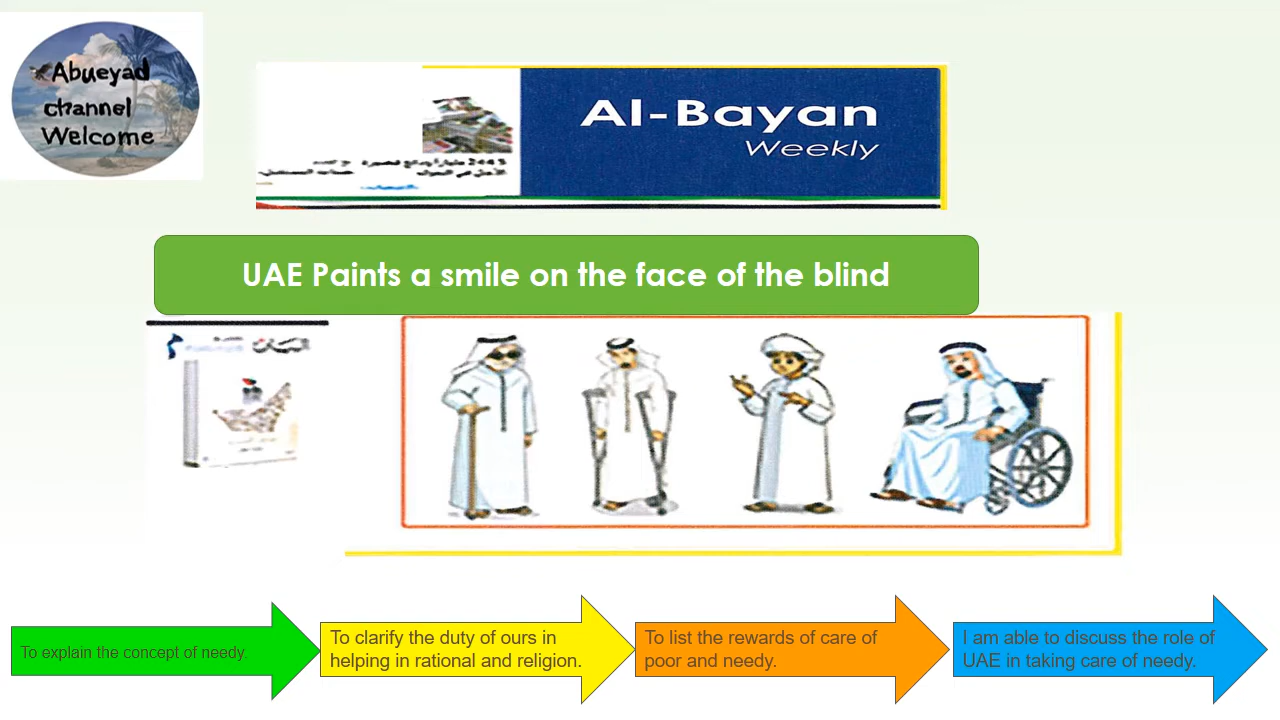 Abueyad
channel
Welcome
Al-Bayan
Weekly
UAE Paints a smile on the face of the blind
البيان
To explain the concept of needy.
To clarify the duty of ours in
helping in rational and religion.
To list the rewards of care of
poor and needy.
I am able to discuss the role of
UAE in taking care of needy.